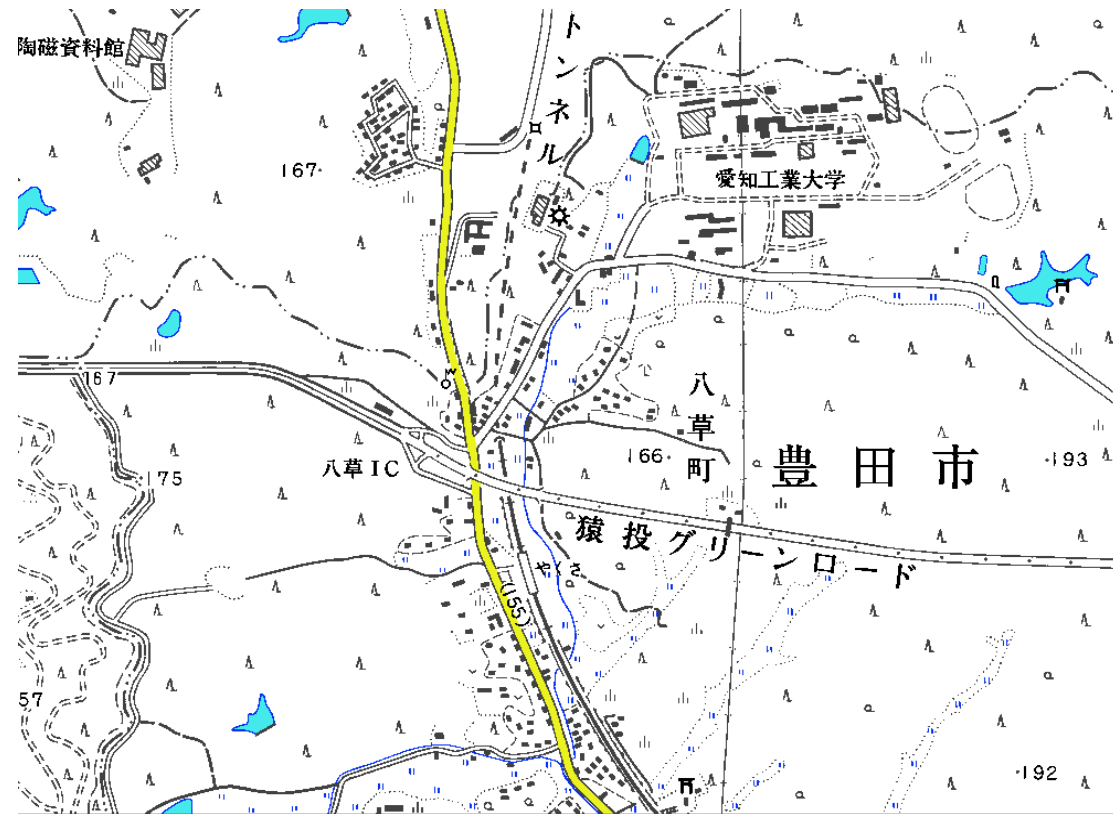 陶磁資料館
トンネル
167
愛知工業大学
167
八草町
八草IC
166
豊田市
193
175
猿投グリーンロード
やくさ
(155)
57
192